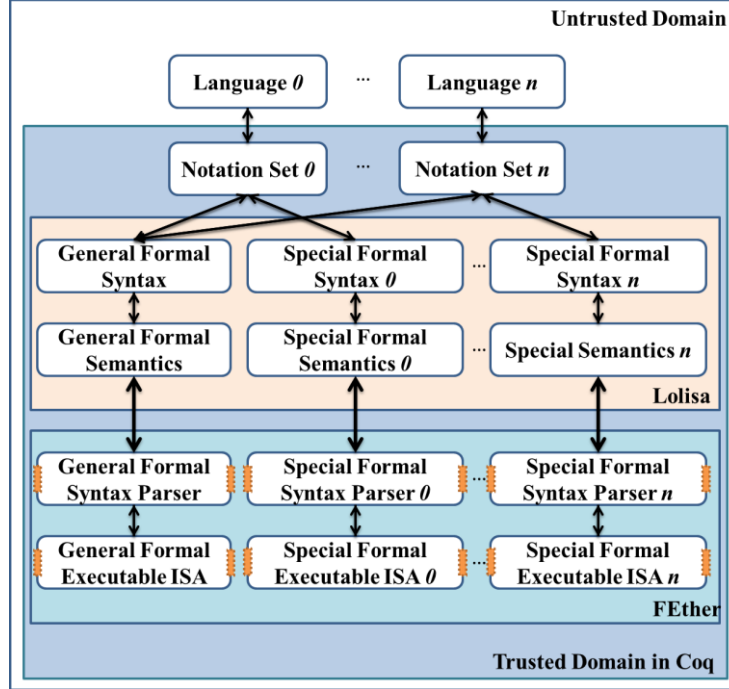 Untrusted Domain
Language 0 ... Language n
Notation Set 0 ... Notation Set n
General Formal
Syntax
Special Formal
Syntax 0
...
Special Formal
Syntax n
General Formal
Semantics
Special Formal
Semantics 0
...
Special Semantics n
Lolisa
General Formal
Syntax Parser
Special Formal
Syntax Parser 0
...
Special Formal
Syntax Parser n
General Formal
Executable ISA
Special Formal
Executable ISA 0
...
Special Formal
Executable ISA n
FEther
Trusted Domain in Coq